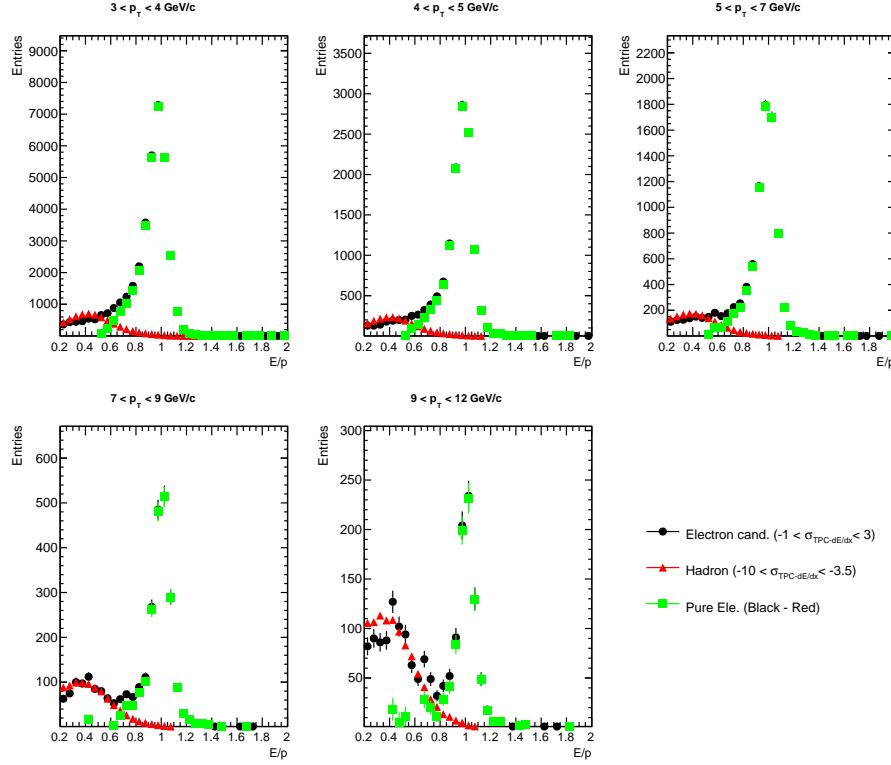 3 < p_T < 4 GeV/c
Entries
9000
8000
7000
6000
5000
4000
3000
2000
1000
0.2 0.4 0.6 0.8 1 1.2 1.4 1.6 1.8 2
E/p
4 < p_T < 5 GeV/c
Entries
3500
3000
2500
2000
1500
1000
500
0.2 0.4 0.6 0.8 1 1.2 1.4 1.6 1.8 2
E/p
5 < p_T < 7 GeV/c
Entries
2200
2000
1800
1600
1400
1200
1000
800
600
400
200
0.2 0.4 0.6 0.8 1 1.2 1.4 1.6 1.8
E/p
7 < p_T < 9 GeV/c
Entries
600
500
400
300
200
100
0.2 0.4 0.6 0.8 1 1.2 1.4 1.6 1.8 2
E/p
9 < p_T < 12 GeV/c
Entries
300
250
200
150
100
50
0
0.2 0.4 0.6 0.8 1 1.2 1.4 1.6 1.8 2
E/p
Electron cand. (-1 < σ_TPC-dE/dx < 3)
Hadron (-10 < σ_TPC-dE/dx < -3.5)
Pure Ele. (Black - Red)